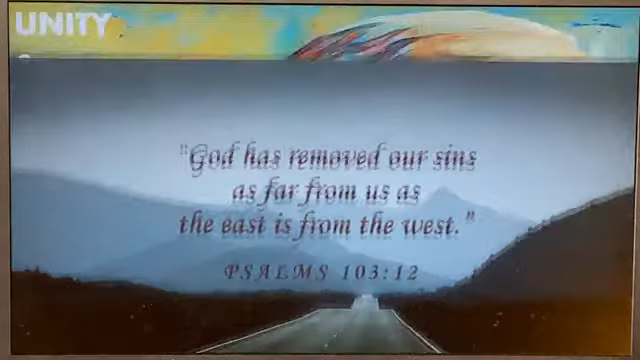 UNITY
"God has removed our sins
as far from us as
the east is from the west."
PSALMS 103:12